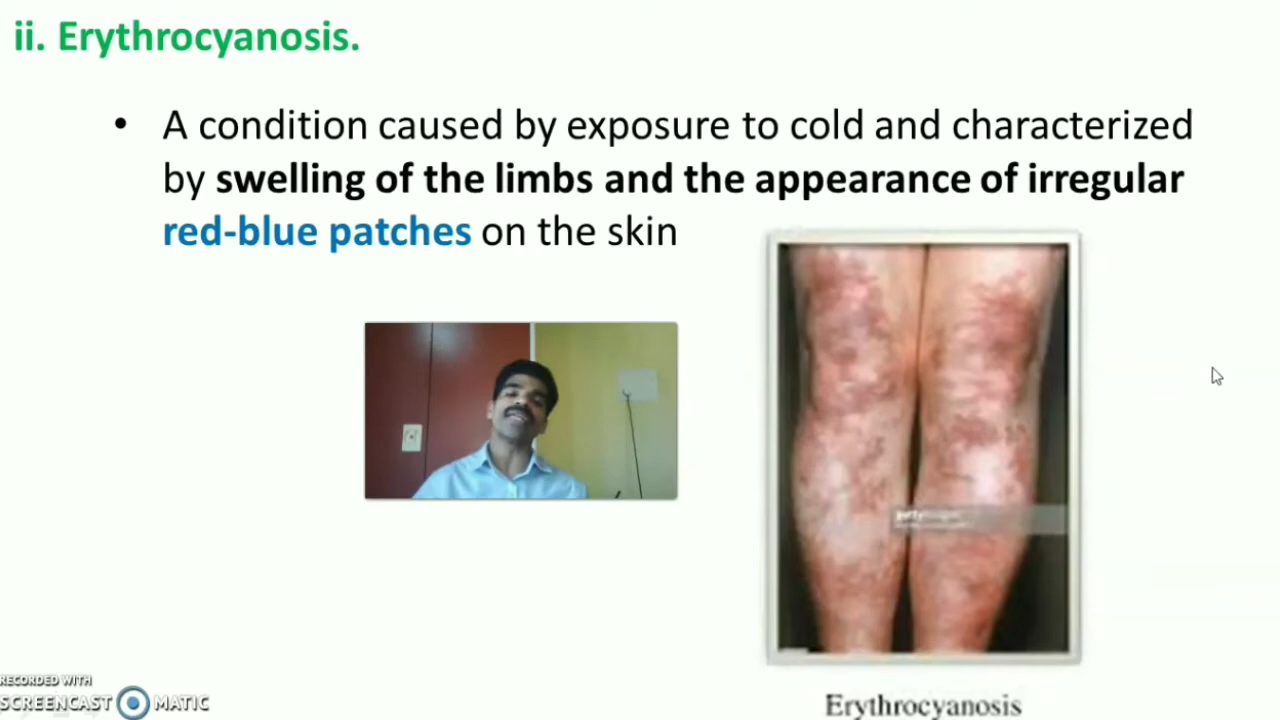 ii. Erythrocyanosis.
• A condition caused by exposure to cold and characterized
by swelling of the limbs and the appearance of irregular
red-blue patches on the skin
Erythrocyanosis
RECORDED WITH
SCREENCAST MATIC